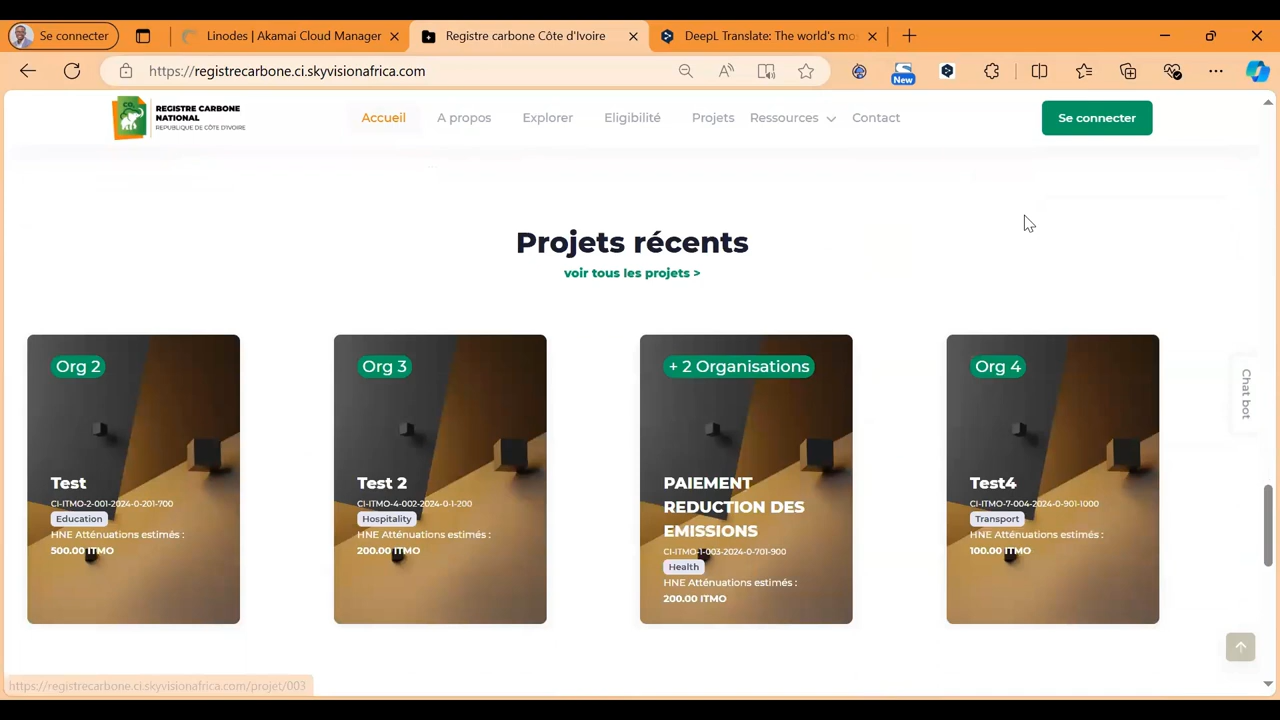 Se connecter
Linodes | Akamai Cloud Manager
Registre carbone Côte d'Ivoire
DeepL Translate: The world's mos
https://registrecarbone.ci.skyvisionafrica.com
New
REGISTRE CARBONE
NATIONAL
REPUBLIQUE DE CÔTE D'IVOIRE
Accueil
A propos
Explorer
Eligibilité
Projets
Ressources
Contact
Se connecter
Projets récents
voir tous les projets >
Org 2
Test
CI-ITMO-2-001-2024-0-201-700
Education
HNE Atténuations estimés :
500.00 ITMO
Org 3
Test 2
CI-ITMO-4-002-2024-0-1-200
Hospitality
HNE Atténuations estimés :
200.00 ITMO
+ 2 Organisations
PAIEMENT
REDUCTION DES
EMISSIONS
CI-ITMO-1-003-2024-0-701-900
Health
HNE Atténuations estimés :
200.00 ITMO
Org 4
Test4
CI-ITMO-7-004-2024-0-901-1000
Transport
HNE Atténuations estimés :
100.00 ITMO
Chat bot
https://registrecarbone.ci.skyvisionafrica.com/projet/003